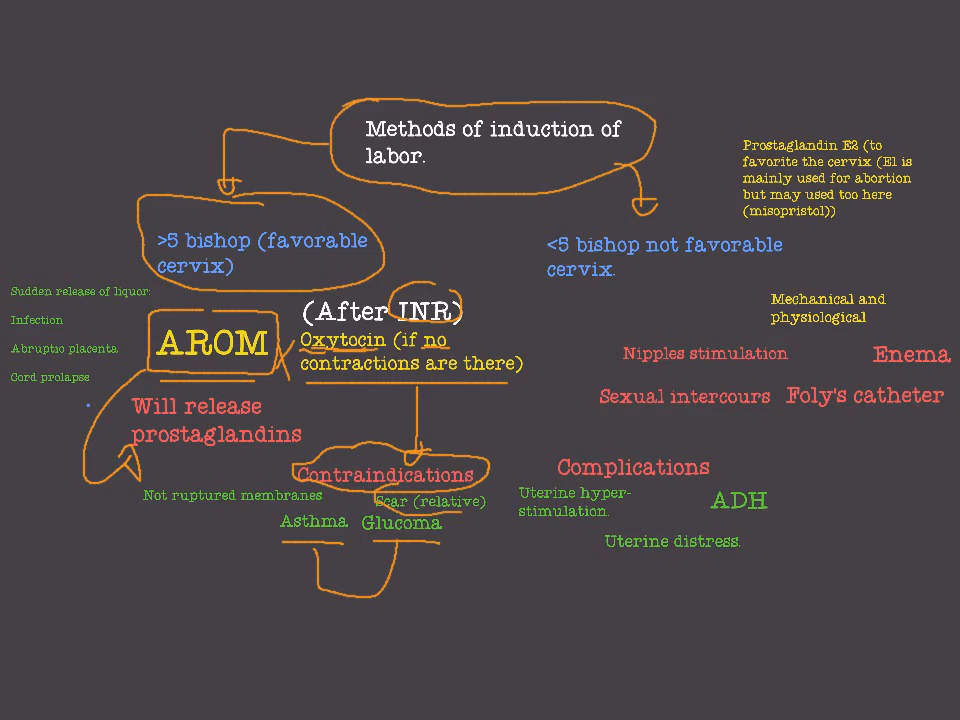 Methods of induction of
labor.
Prostaglandin E2 (to
favorite the cervix (E1 is
mainly used for abortion
but may used too here
(misopristol))
>5 bishop (favorable
cervix)
<5 bishop not favorable
cervix.
Sudden release of liquor:
Infection
Abruptio placenta
Cord prolapse
AROM
(After INR)
Oxytocin (if no
contractions are there)
Mechanical and
physiological
Nipples stimulation
Enema
Sexual intercours
Foly's catheter
Will release
prostaglandins
Contraindications
Not ruptured membranes
Scar (relative)
Asthma
Glucoma
Complications
Uterine hyper-
stimulation.
ADH
Uterine distress.